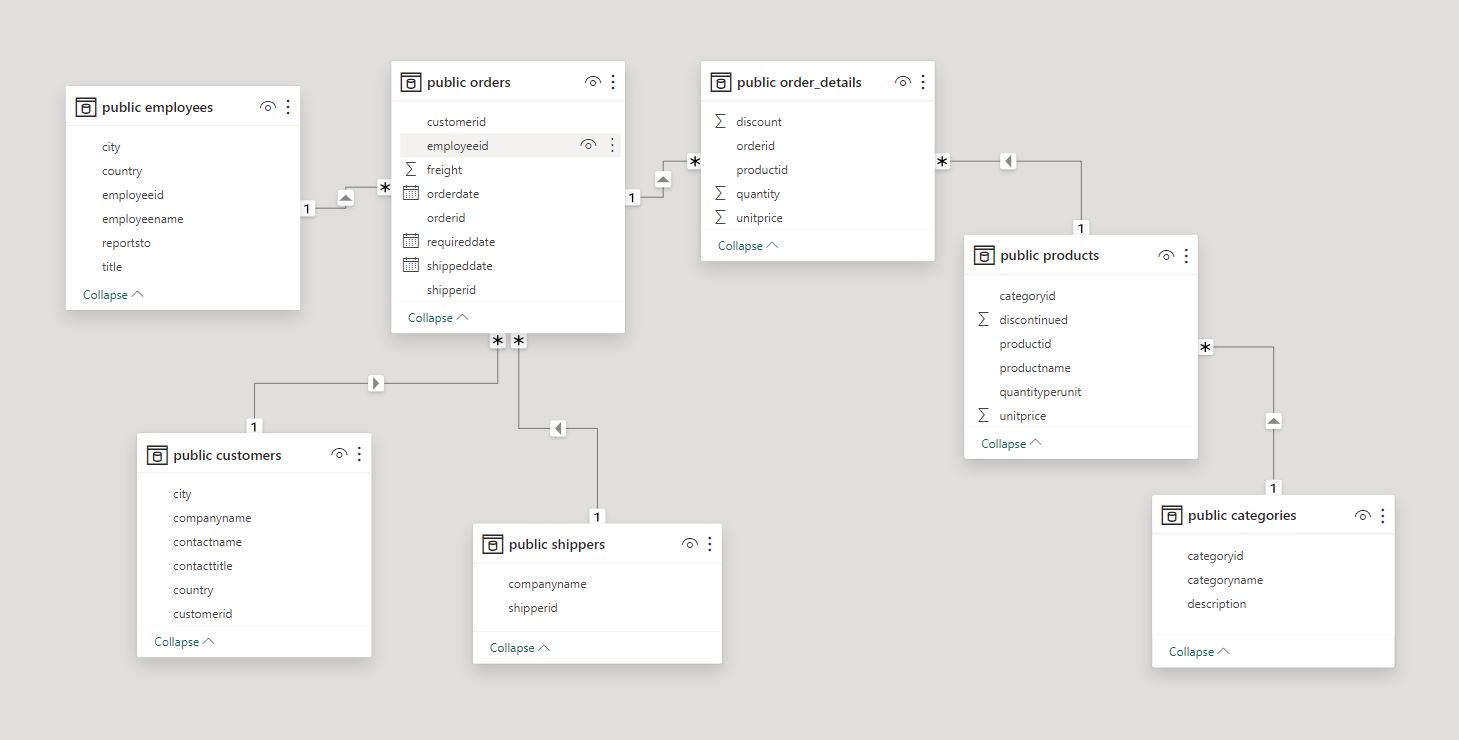 public employees
city
country
employeeid
employeename
reportsto
title
Collapse
1
*
public orders
customerid
employeeid
Σ freight
orderdate
orderid
requireddate
shippeddate
shipperid
Collapse
1
*
public order_details
Σ discount
orderid
productid
Σ quantity
Σ unitprice
Collapse
*
1
public products
categoryid
Σ discontinued
productid
productname
quantityperunit
Σ unitprice
Collapse
*
1
* *
1
public customers
city
companyname
contactname
contacttitle
country
customerid
Collapse
1
public shippers
companyname
shipperid
Collapse
public categories
categoryid
categoryname
description
Collapse